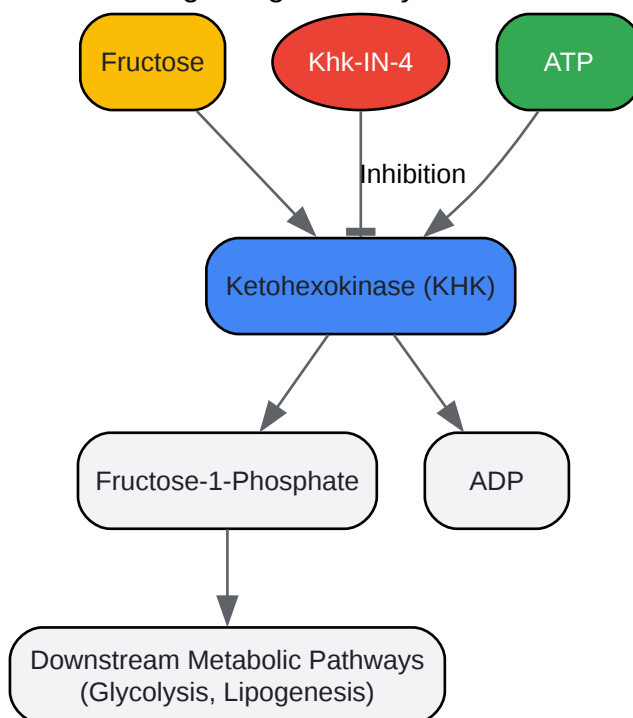 Fructose
Khk-IN-4
ATP
Inhibition
Ketohexokinase (KHK)
Fructose-1-Phosphate
ADP
Downstream Metabolic Pathways
(Glycolysis, Lipogenesis)